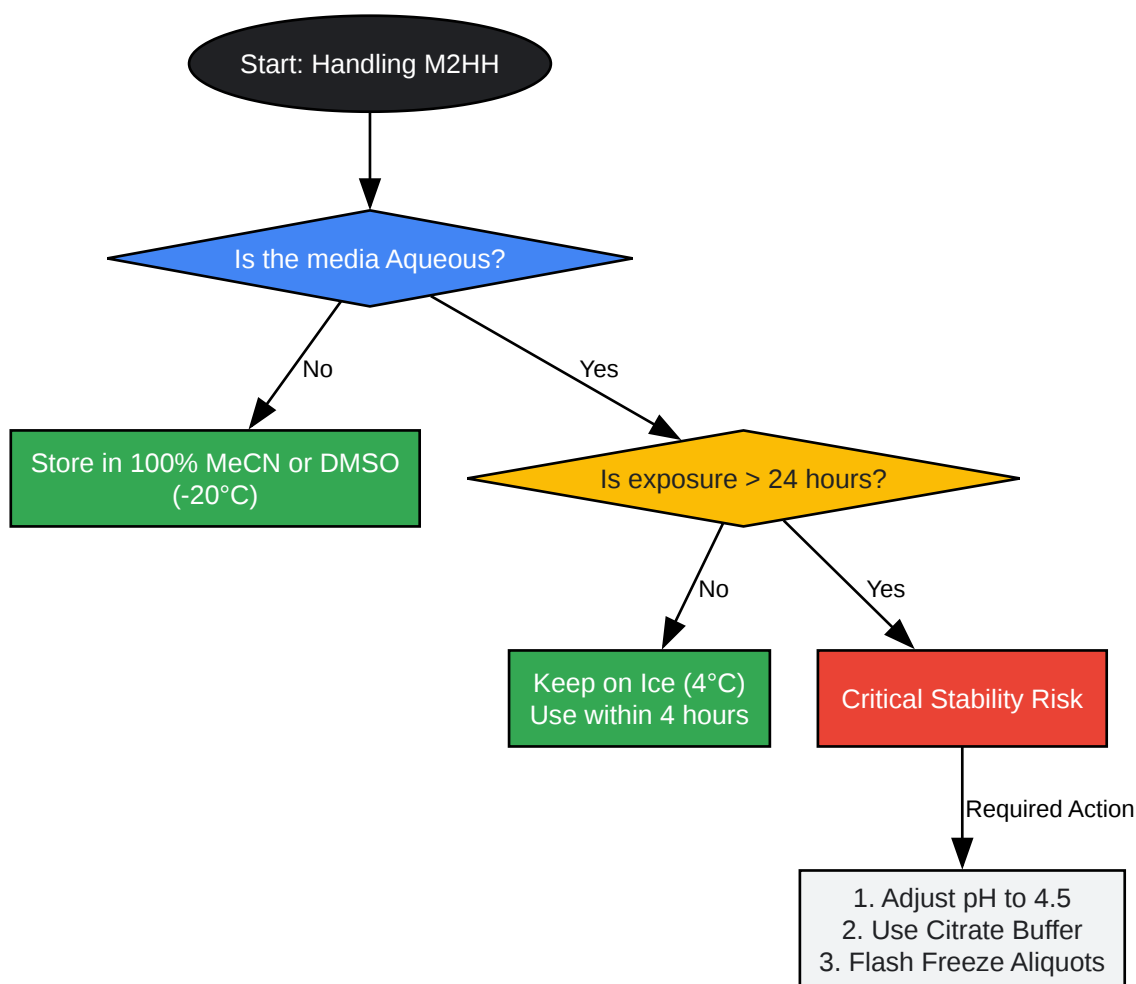 Start: Handling M2HH
Is the media Aqueous?
No
Yes
Store in 100% MeCN or DMSO
(-20°C)
Is exposure > 24 hours?
No
Yes
Keep on Ice (4°C)
Use within 4 hours
Critical Stability Risk
Required Action
1. Adjust pH to 4.5
2. Use Citrate Buffer
3. Flash Freeze Aliquots